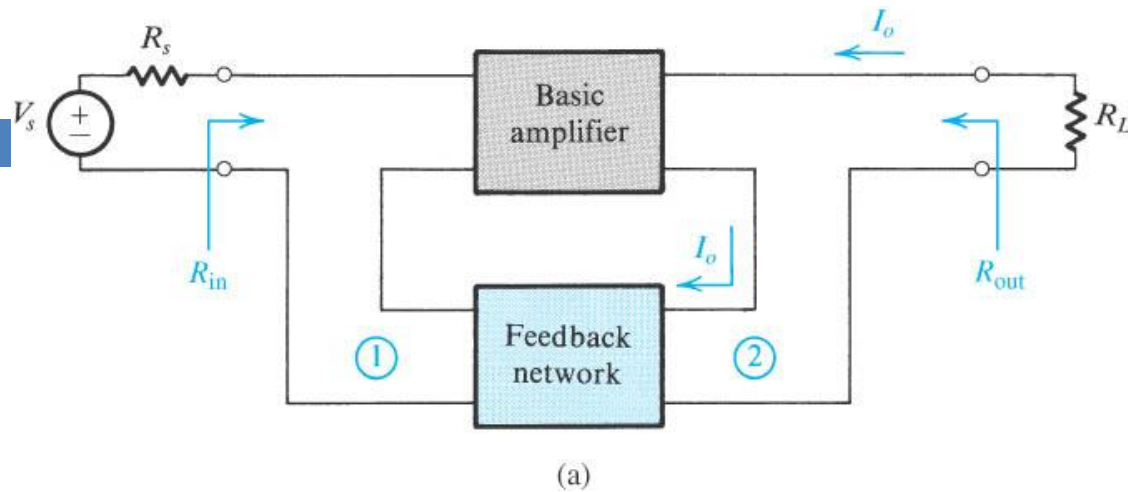 I_o
R_s
V_s
+
−
Basic
amplifier
R_L
R_in
I_o
R_out
1
Feedback
network
2
(a)